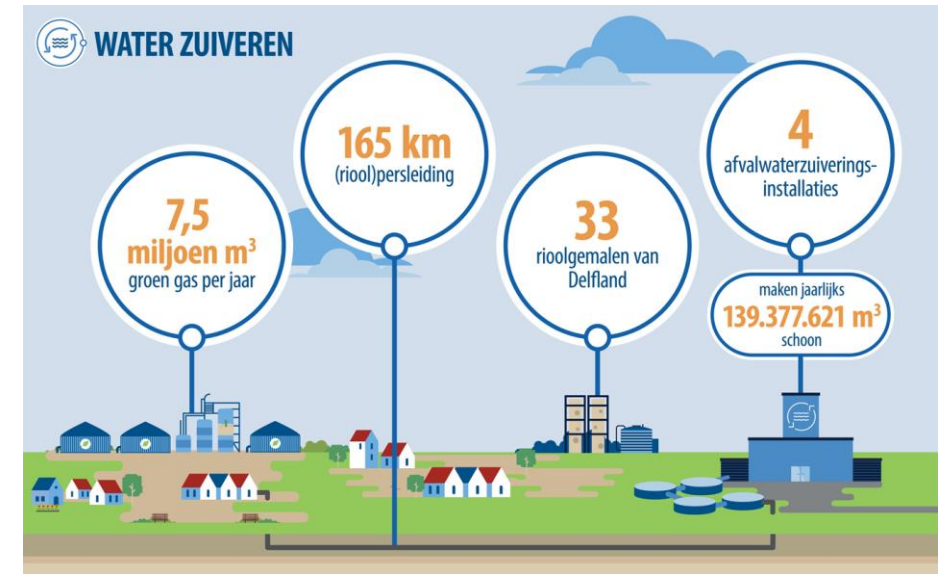 WATER ZUIVEREN
7,5
miljoen m³
groen gas per jaar
165 km
(riool)persleiding
33
rioolgemalen van
Delfland
4
afvalwaterzuiverings-
installaties
maken jaarlijks
139.377.621 m³
schoon